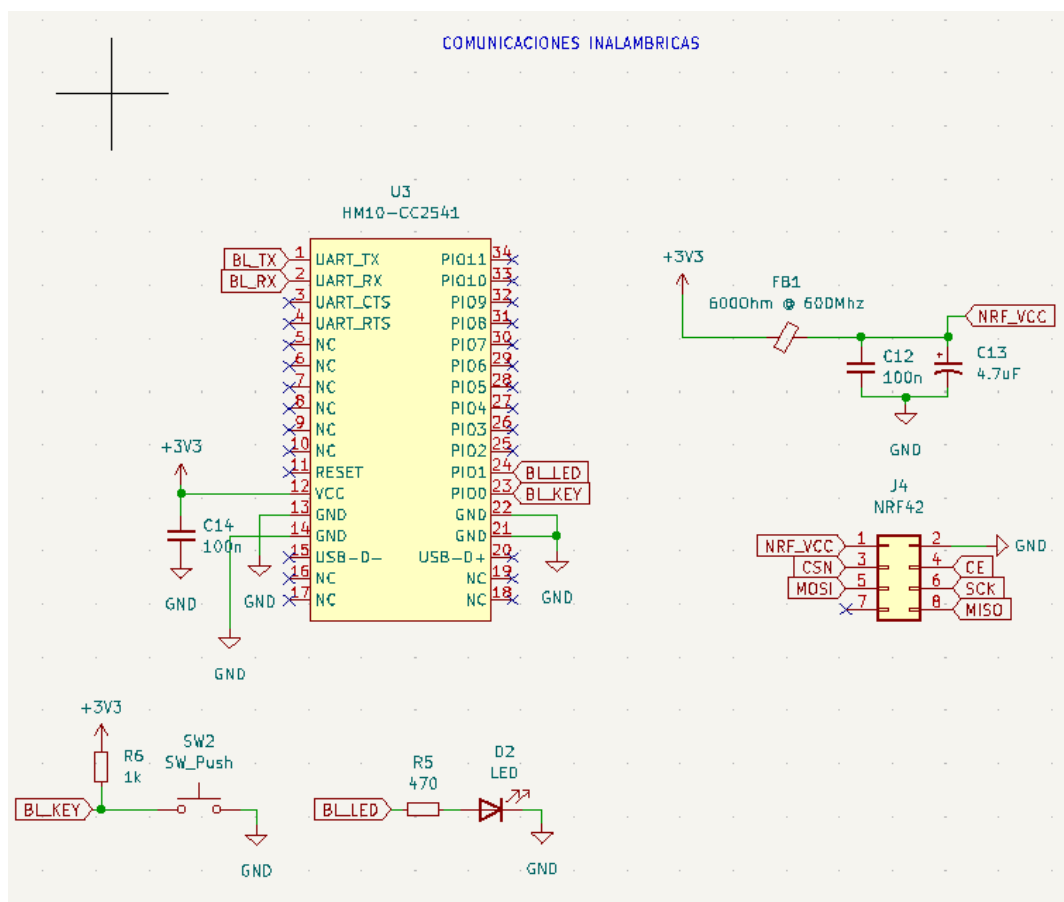 COMUNICACIONES INALAMBRICAS
U3
HM10-CC2541
BL_TX 1 UART_TX PIO11 34
BL_RX 2 UART_RX PIO10 33
3 UART_CTS PIO9 32
4 UART_RTS PIO8 31
5 NC PIO7 30
6 NC PIO6 29
7 NC PIO5 28
8 NC PIO4 27
9 NC PIO3 26
10 NC PIO2 25
11 RESET PIO1 24 BL_LED
12 VCC PIO0 23 BL_KEY
13 GND GND 22
14 GND GND 21
15 USB-D- USB-D+ 20
16 NC NC 19
17 NC NC 18
+3V3
C14
100n
GND
GND
GND
GND
+3V3
FB1
600Ohm @ 600Mhz
NRF_VCC
C12
100n
C13
4.7uF
+
GND
J4
NRF42
NRF_VCC 1 2 GND
CSN 3 4 CE
MOSI 5 6 SCK
7 8 MISO
+3V3
R6
1k
SW2
SW_Push
BL_KEY
GND
BL_LED
R5
470
D2
LED
GND